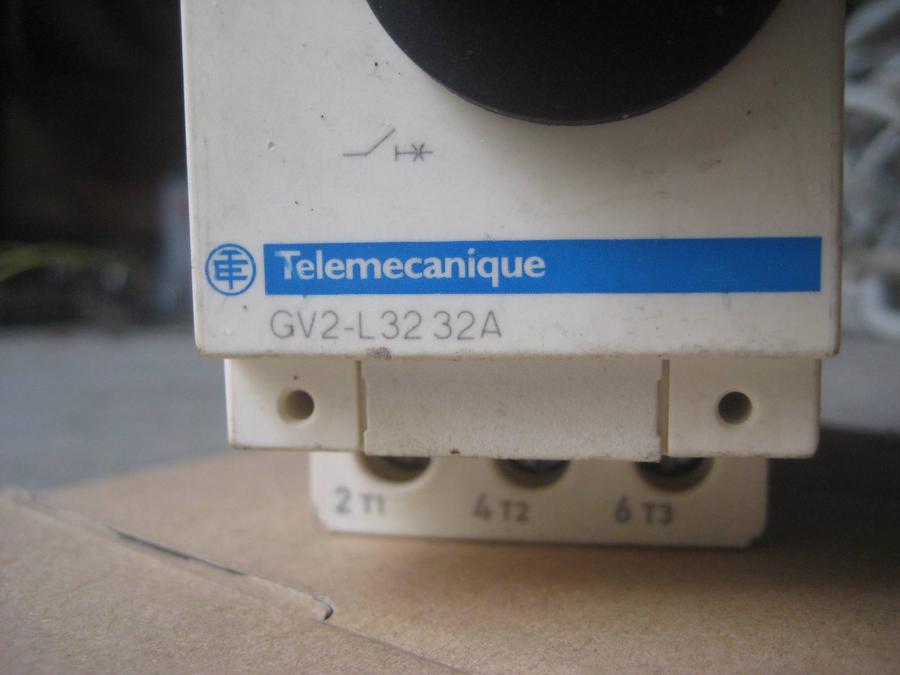 Telemecanique
GV2-L32 32A
2 T1 4 T2 6 T3